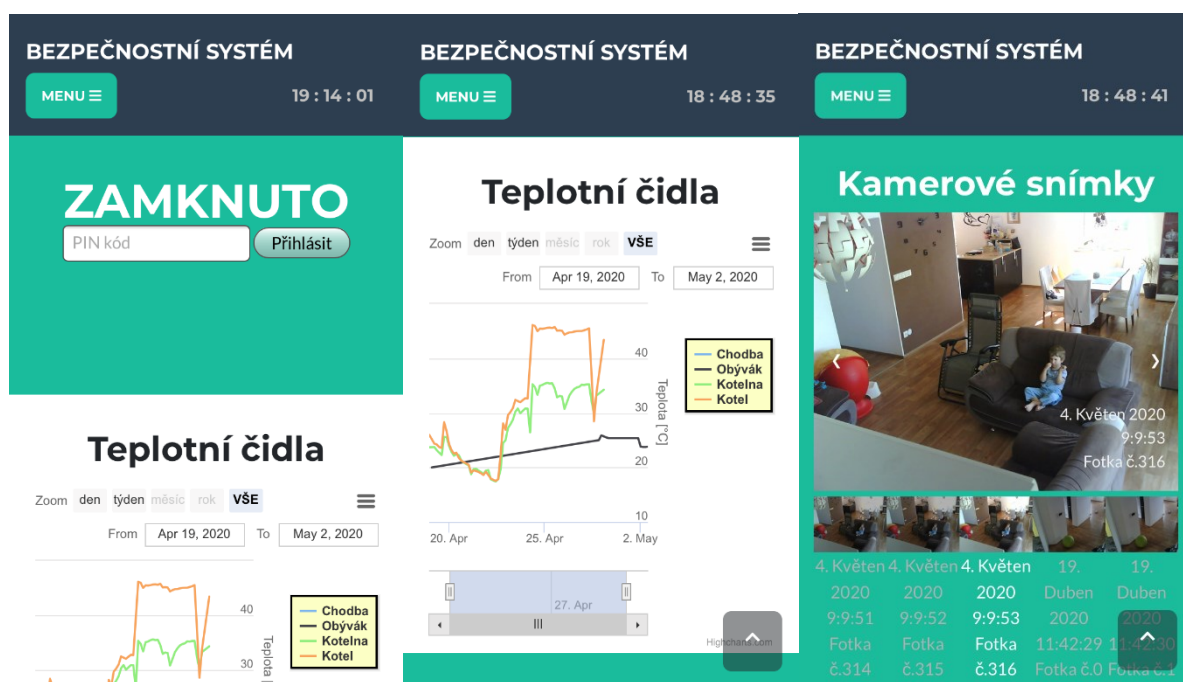 BEZPEČNOSTNÍ SYSTÉM
MENU
19 : 14 : 01
ZAMKNUTO
PIN kód
Přihlásit
Teplotní čidla
Zoom den týden měsíc rok VŠE
From Apr 19, 2020 To May 2, 2020
40
30
Teplota [
Chodba
Obývák
Kotelna
Kotel
BEZPEČNOSTNÍ SYSTÉM
MENU
18 : 48 : 35
Teplotní čidla
Zoom den týden měsíc rok VŠE
From Apr 19, 2020 To May 2, 2020
40
30
20
10
Teplota [°C]
Chodba
Obývák
Kotelna
Kotel
20. Apr 25. Apr 2. May
27. Apr
Highcharts.com
BEZPEČNOSTNÍ SYSTÉM
MENU
18 : 48 : 41
Kamerové snímky
4. Květen 2020
9:9:53
Fotka č.316
4. Květen 4. Květen 4. Květen 19. 19.
2020 2020 2020 Duben Duben
9:9:51 9:9:52 9:9:53 2020 2020
Fotka Fotka Fotka 11:42:29 11:42:30
č.314 č.315 č.316 Fotka č.0 Fotka č.1